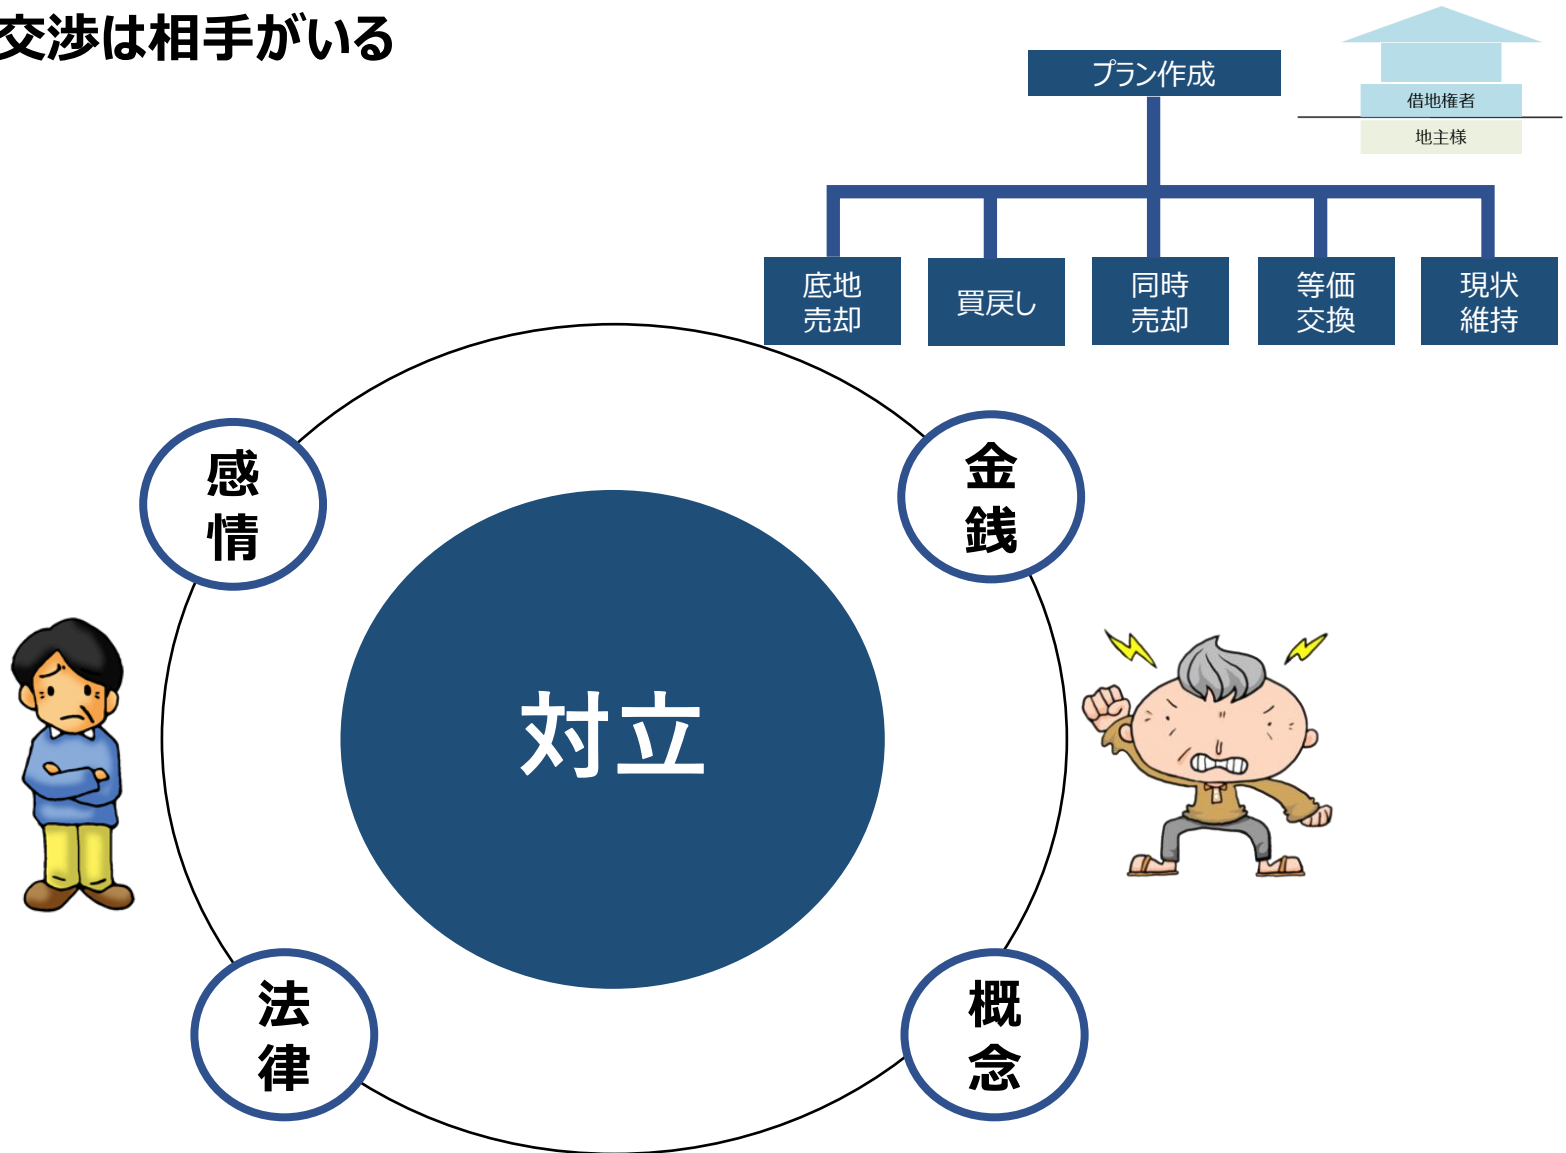 交渉は相手がいる
プラン作成
借地権者
地主様
底地
売却
買戻し
同時
売却
等価
交換
現状
維持
感
情
金
銭
対立
法
律
概
念